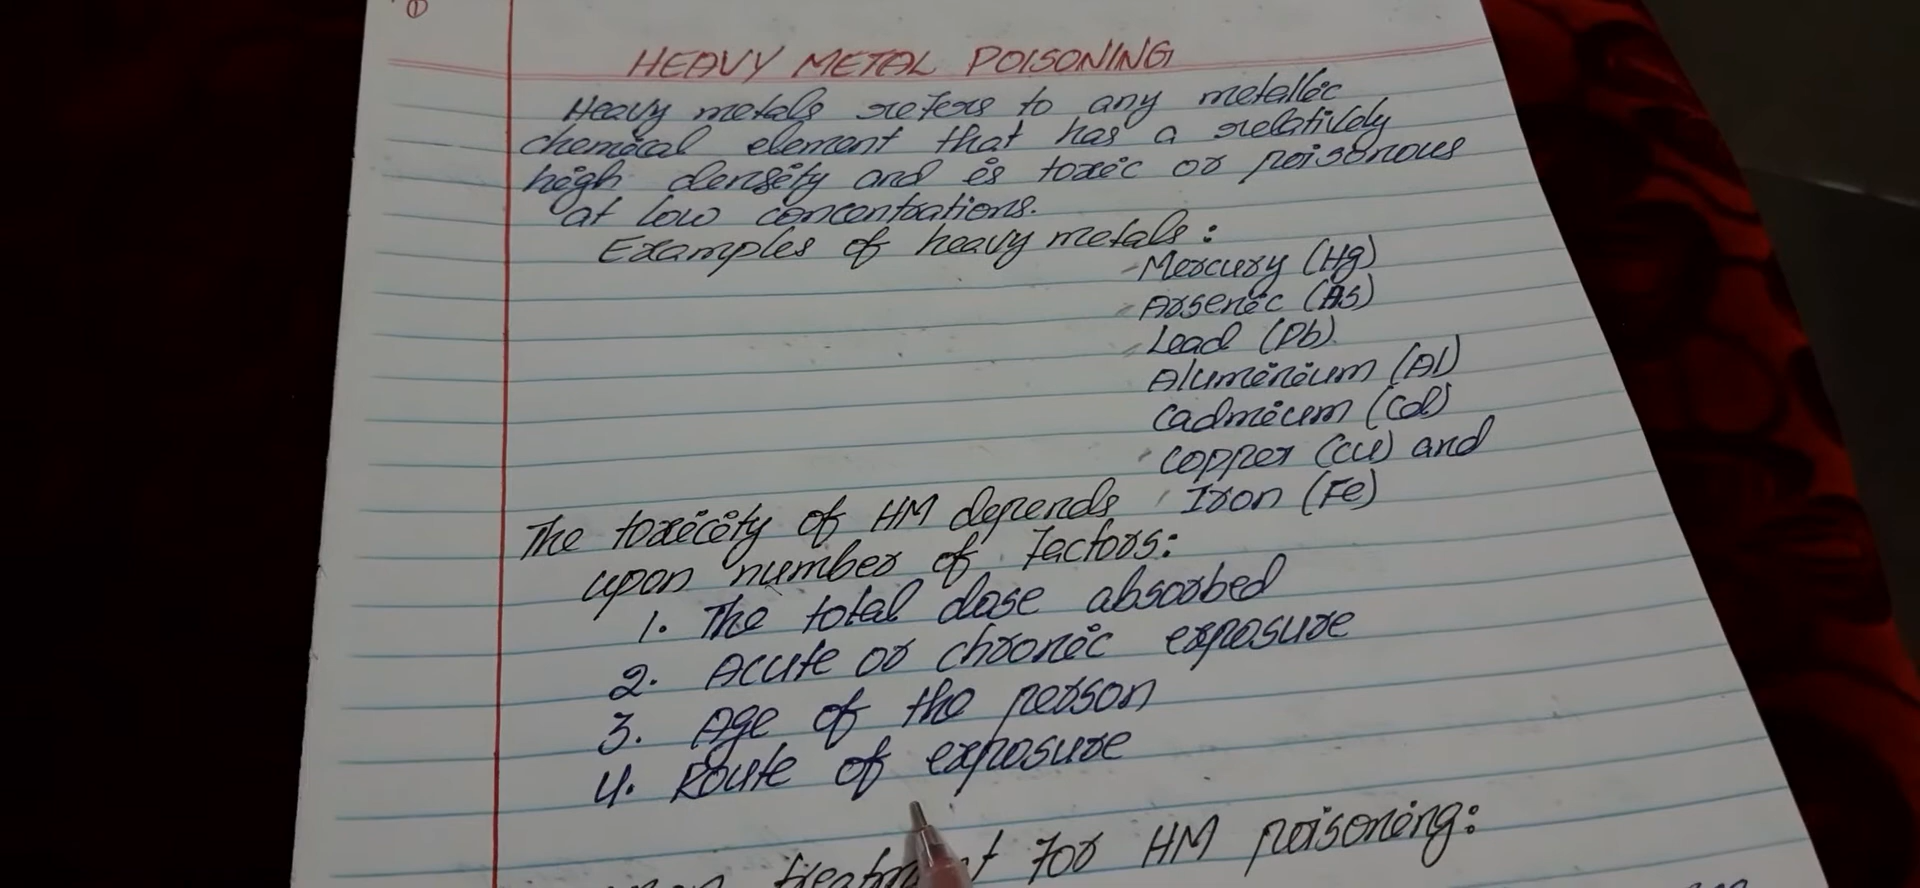 ①
HEAVY METAL POISONING
Heavy metals refers to any metallic
chemical element that has a relatively
high density and is toxic or poisonous
at low concentrations.
Examples of heavy metals:
- Mercury (Hg)
- Arsenic (As)
- Lead (Pb)
Aluminium (Al)
Cadmium (Cd)
- Copper (Cu) and
- Iron (Fe)
The toxicity of HM depends
upon number of factors:
1. The total dose absorbed
2. Acute or chronic exposure
3. Age of the person
4. Route of exposure
for HM poisoning: